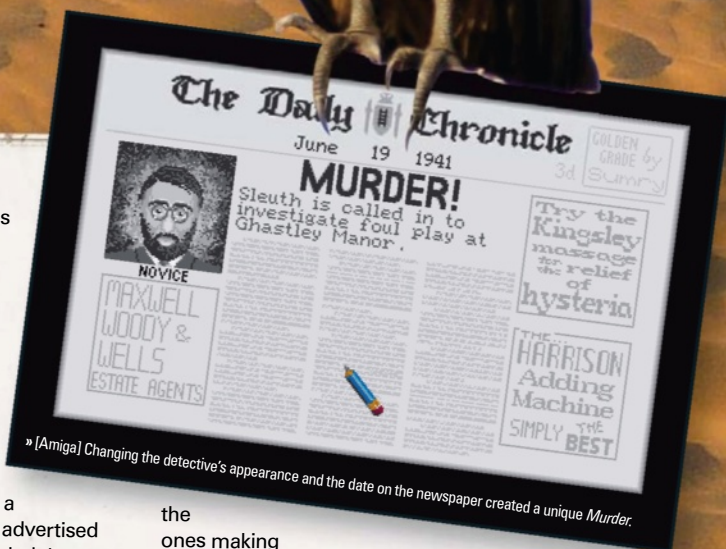 The Daily Chronicle
June 19 1941
3d
GOLDEN
GRADE by
Sumry
MURDER!
Sleuth is called in to
investigate foul play at
Ghastley Manor.
NOVICE
MAXWELL
WOODY &
WELLS
ESTATE AGENTS
Try the
Kingsley
massage
for relief
the of
hysteria
THE...
HARRISON
Adding
Machine
SIMPLY THE
BEST
» [Amiga] Changing the detective's appearance and the date on the newspaper created a unique Murder.
s
a
advertised
the
ones making